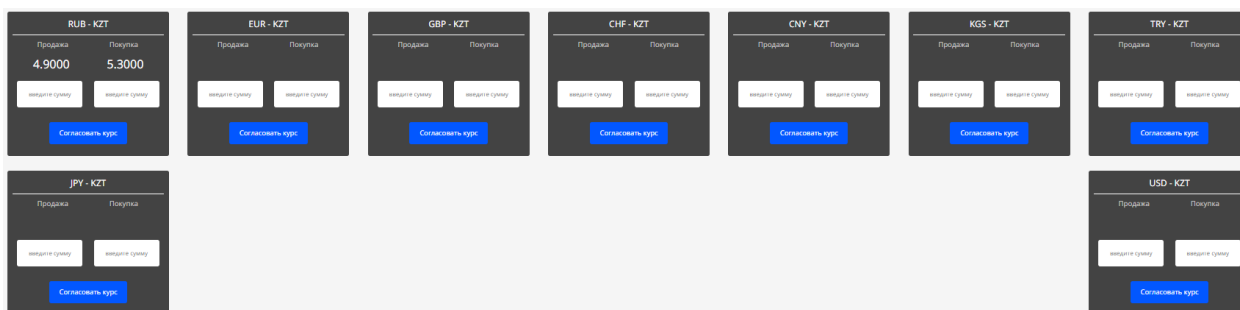 RUB - KZT EUR - KZT GBP - KZT CHF - KZT CNY - KZT KGS - KZT TRY - KZT
Продажа Покупка Продажа Покупка Продажа Покупка Продажа Покупка Продажа Покупка Продажа Покупка Продажа Покупка
4.9000 5.3000
введите сумму введите сумму введите сумму введите сумму введите сумму введите сумму введите сумму введите сумму введите сумму введите сумму введите сумму введите сумму введите сумму введите сумму
Согласовать курс Согласовать курс Согласовать курс Согласовать курс Согласовать курс Согласовать курс Согласовать курс
JPY - KZT USD - KZT
Продажа Покупка Продажа Покупка
введите сумму введите сумму введите сумму введите сумму
Согласовать курс Согласовать курс